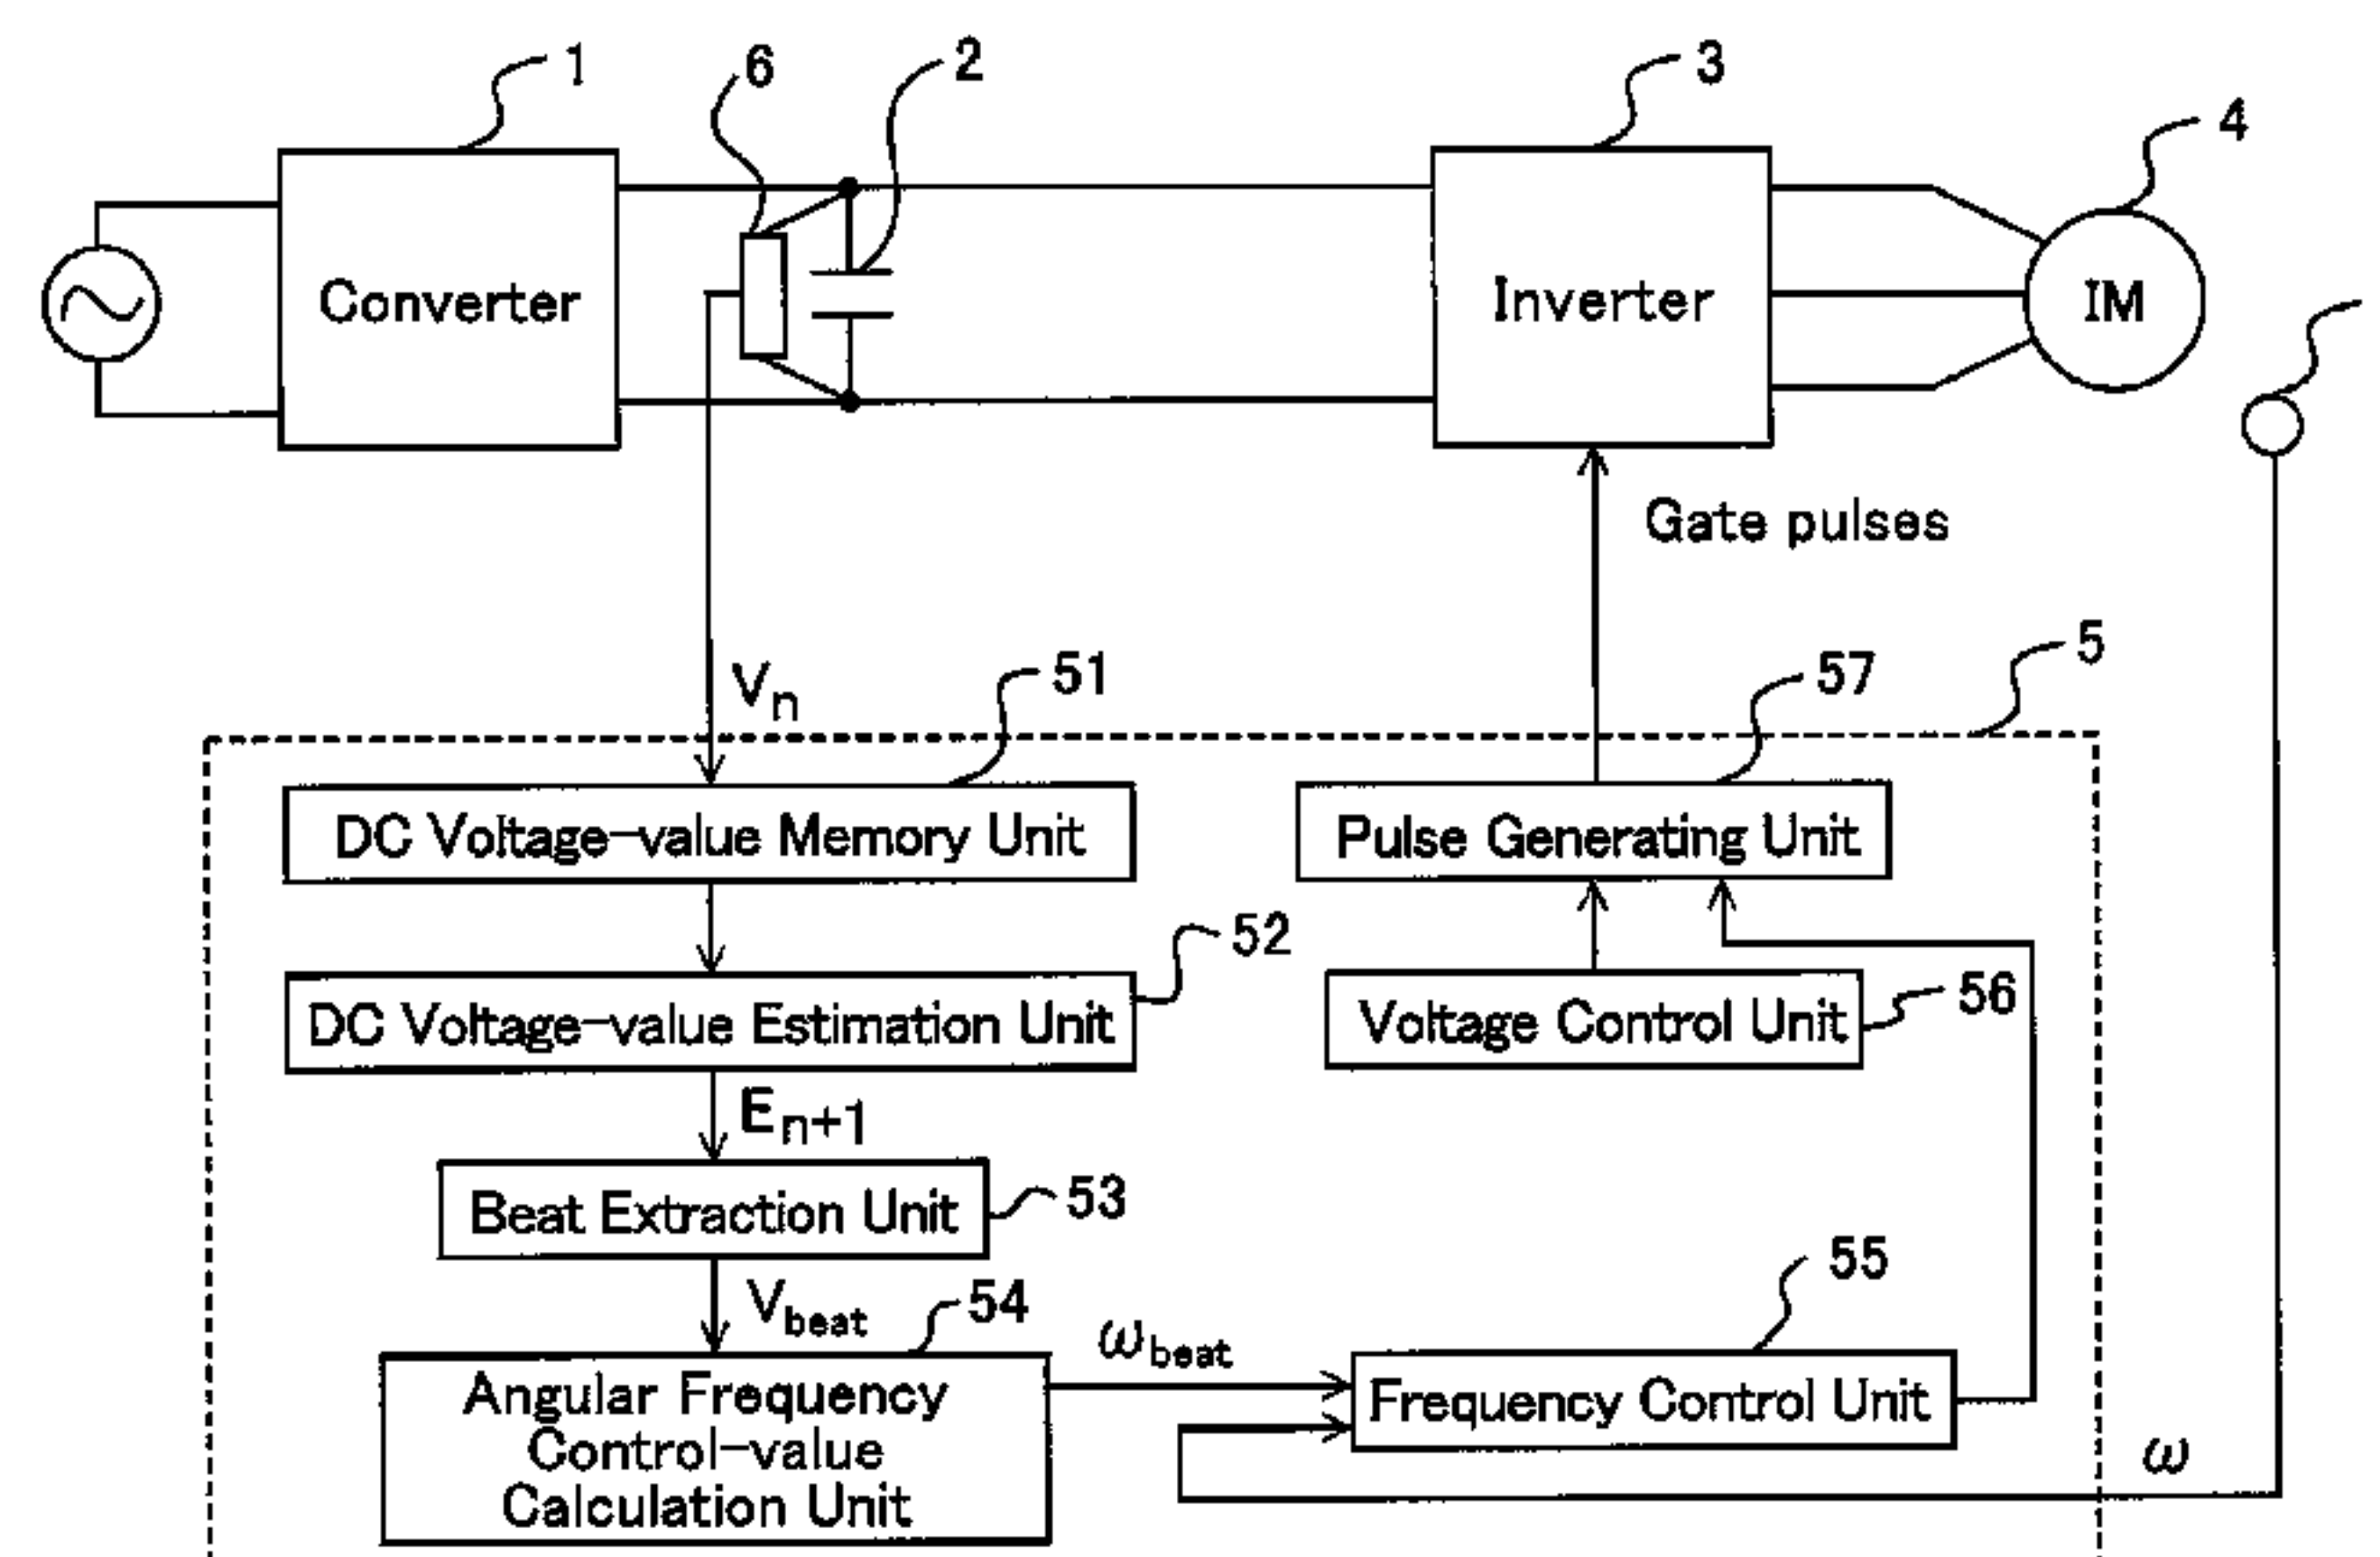 1
6
2
3
4
Converter
Inverter
IM
Gate pulses
Vn
51
57
5
DC Voltage-value Memory Unit
Pulse Generating Unit
52
DC Voltage-value Estimation Unit
Voltage Control Unit
56
En+1
Beat Extraction Unit
53
Vbeat
54
ωbeat
55
Angular Frequency
Control-value
Calculation Unit
Frequency Control Unit
ω